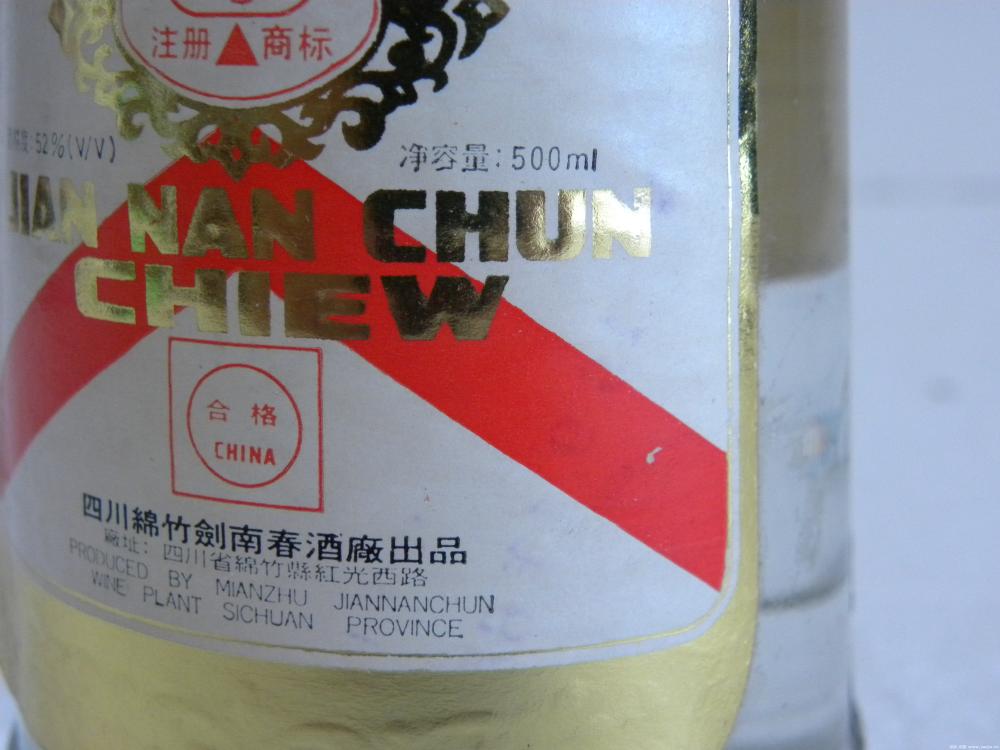 注册 商标
度:52%(V/V)
净容量:500ml
JIAN NAN CHUN
CHIEW
合格
CHINA
四川綿竹劍南春酒廠出品
廠址:四川省綿竹縣紅光西路
PRODUCED BY MIANZHU JIANNANCHUN
WINE PLANT SICHUAN PROVINCE